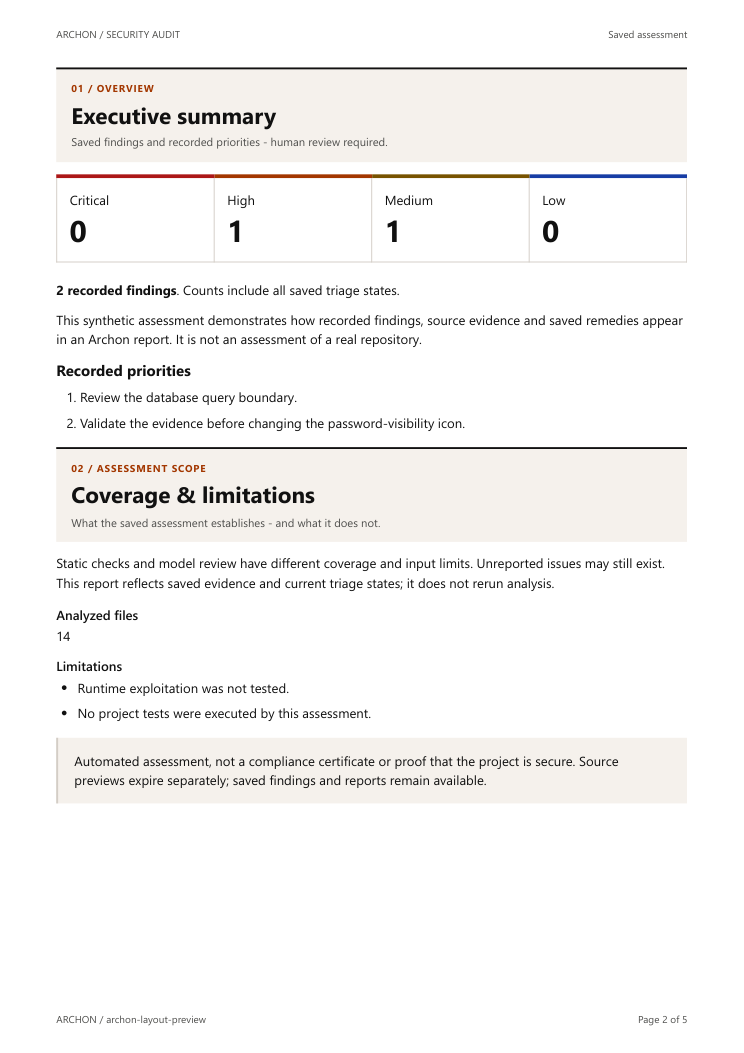 ARCHON / SECURITY AUDIT
Saved assessment
01 / OVERVIEW
Executive summary
Saved findings and recorded priorities - human review required.
Critical
High
Medium
Low
0
1
1
0
2 recorded findings. Counts include all saved triage states.
This synthetic assessment demonstrates how recorded findings, source evidence and saved remedies appear
in an Archon report. It is not an assessment of a real repository.
Recorded priorities
1. Review the database query boundary.
2. Validate the evidence before changing the password-visibility icon.
02 / ASSESSMENT SCOPE
Coverage & limitations
What the saved assessment establishes - and what it does not.
Static checks and model review have different coverage and input limits. Unreported issues may still exist.
This report reflects saved evidence and current triage states; it does not rerun analysis.
Analyzed files
14
Limitations
• Runtime exploitation was not tested.
• No project tests were executed by this assessment.
Automated assessment, not a compliance certificate or proof that the project is secure. Source
previews expire separately; saved findings and reports remain available.
ARCHON / archon-layout-preview
Page 2 of 5